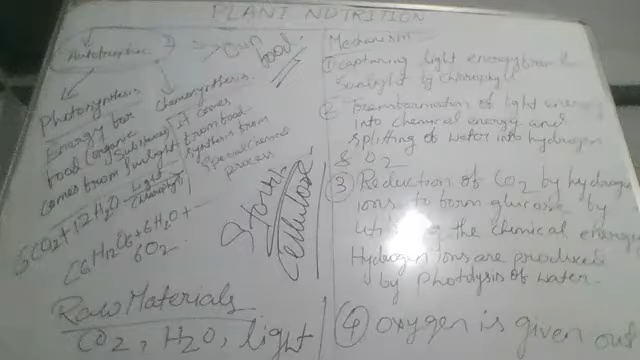 PLANT NUTRITION
Autotrophic
Own
food.
Photosynthesis
Energy for
food (organic
Substance)
comes from Sunlight
Chemosynthesis.
It comes
from food
Synthesis from
Special chemical
process
6CO2 + 12H2O Light
Chlorophyll
C6H12O6 + 6H2O +
6O2
Starch
Cellulose
Raw Materials
CO2, H2O, light
Mechanism
① capturing light energy from
Sunlight by chlorophyll
② Transformation of light energy
into chemical energy and
splitting of water into hydrogen
& O2
③ Reduction of CO2 by hydrogen
ions to form glucose by
the chemical energy
Hydrogen ions are produced
by photolysis of water.
④ oxygen is given out